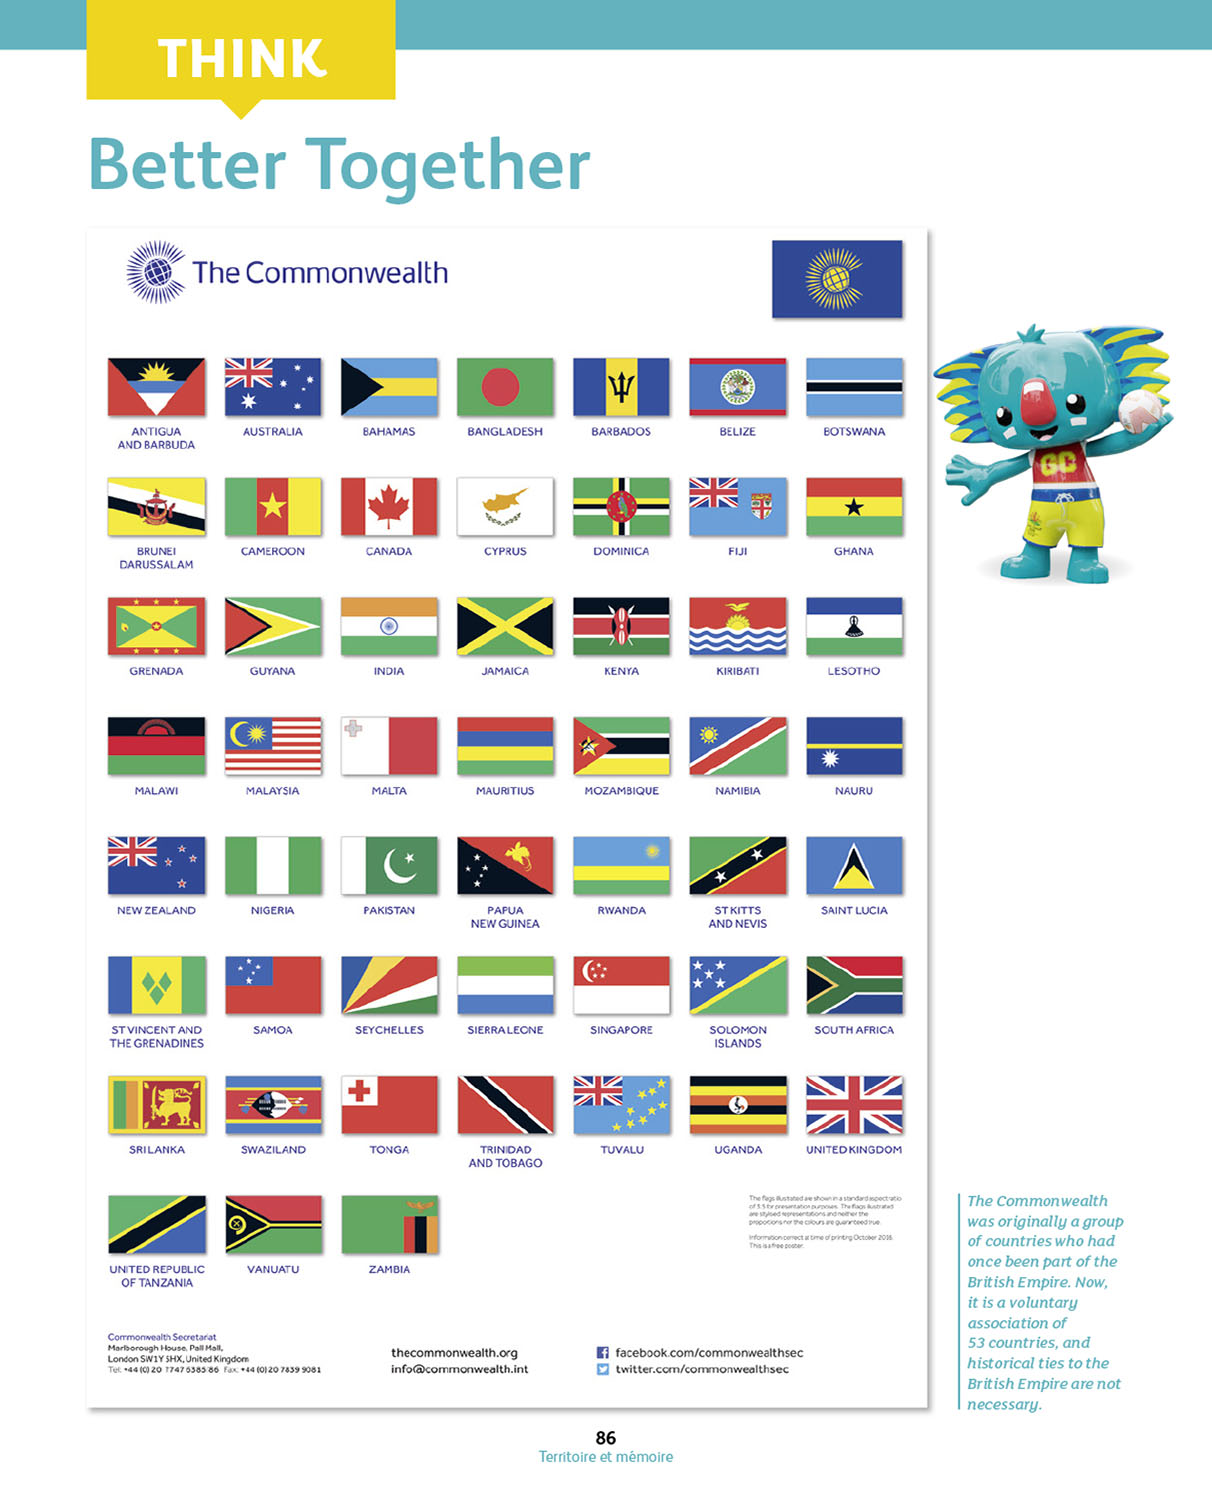 THINK
Better Together
The Commonwealth
ANTIGUA
AND BARBUDA
AUSTRALIA
BAHAMAS
BANGLADESH
BARBADOS
BELIZE
BOTSWANA
BRUNEI
DARUSSALAM
CAMEROON
CANADA
CYPRUS
DOMINICA
FIJI
GHANA
GRENADA
GUYANA
INDIA
JAMAICA
KENYA
KIRIBATI
LESOTHO
MALAWI
MALAYSIA
MALTA
MAURITIUS
MOZAMBIQUE
NAMIBIA
NAURU
NEW ZEALAND
NIGERIA
PAKISTAN
PAPUA
NEW GUINEA
RWANDA
ST KITTS
AND NEVIS
SAINT LUCIA
ST VINCENT AND
THE GRENADINES
SAMOA
SEYCHELLES
SIERRA LEONE
SINGAPORE
SOLOMON
ISLANDS
SOUTH AFRICA
SRI LANKA
SWAZILAND
TONGA
TRINIDAD
AND TOBAGO
TUVALU
UGANDA
UNITED KINGDOM
UNITED REPUBLIC
OF TANZANIA
VANUATU
ZAMBIA
The flags illustrated are shown in a standard aspect ratio
of 3:5 for presentation purposes. The flags illustrated
are stylised representations and neither the
proportions nor the colours are guaranteed true.
Information correct at time of printing October 2016.
This is a free poster.
Commonwealth Secretariat
Marlborough House, Pall Mall,
London SW1Y 5HX, United Kingdom
Tel: +44 (0) 20 7747 6385/86 Fax: +44 (0) 20 7839 9081
thecommonwealth.org
info@commonwealth.int
facebook.com/commonwealthsec
twitter.com/commonwealthsec
GC
The Commonwealth
was originally a group
of countries who had
once been part of the
British Empire. Now,
it is a voluntary
association of
53 countries, and
historical ties to the
British Empire are not
necessary.
86
Territoire et mémoire